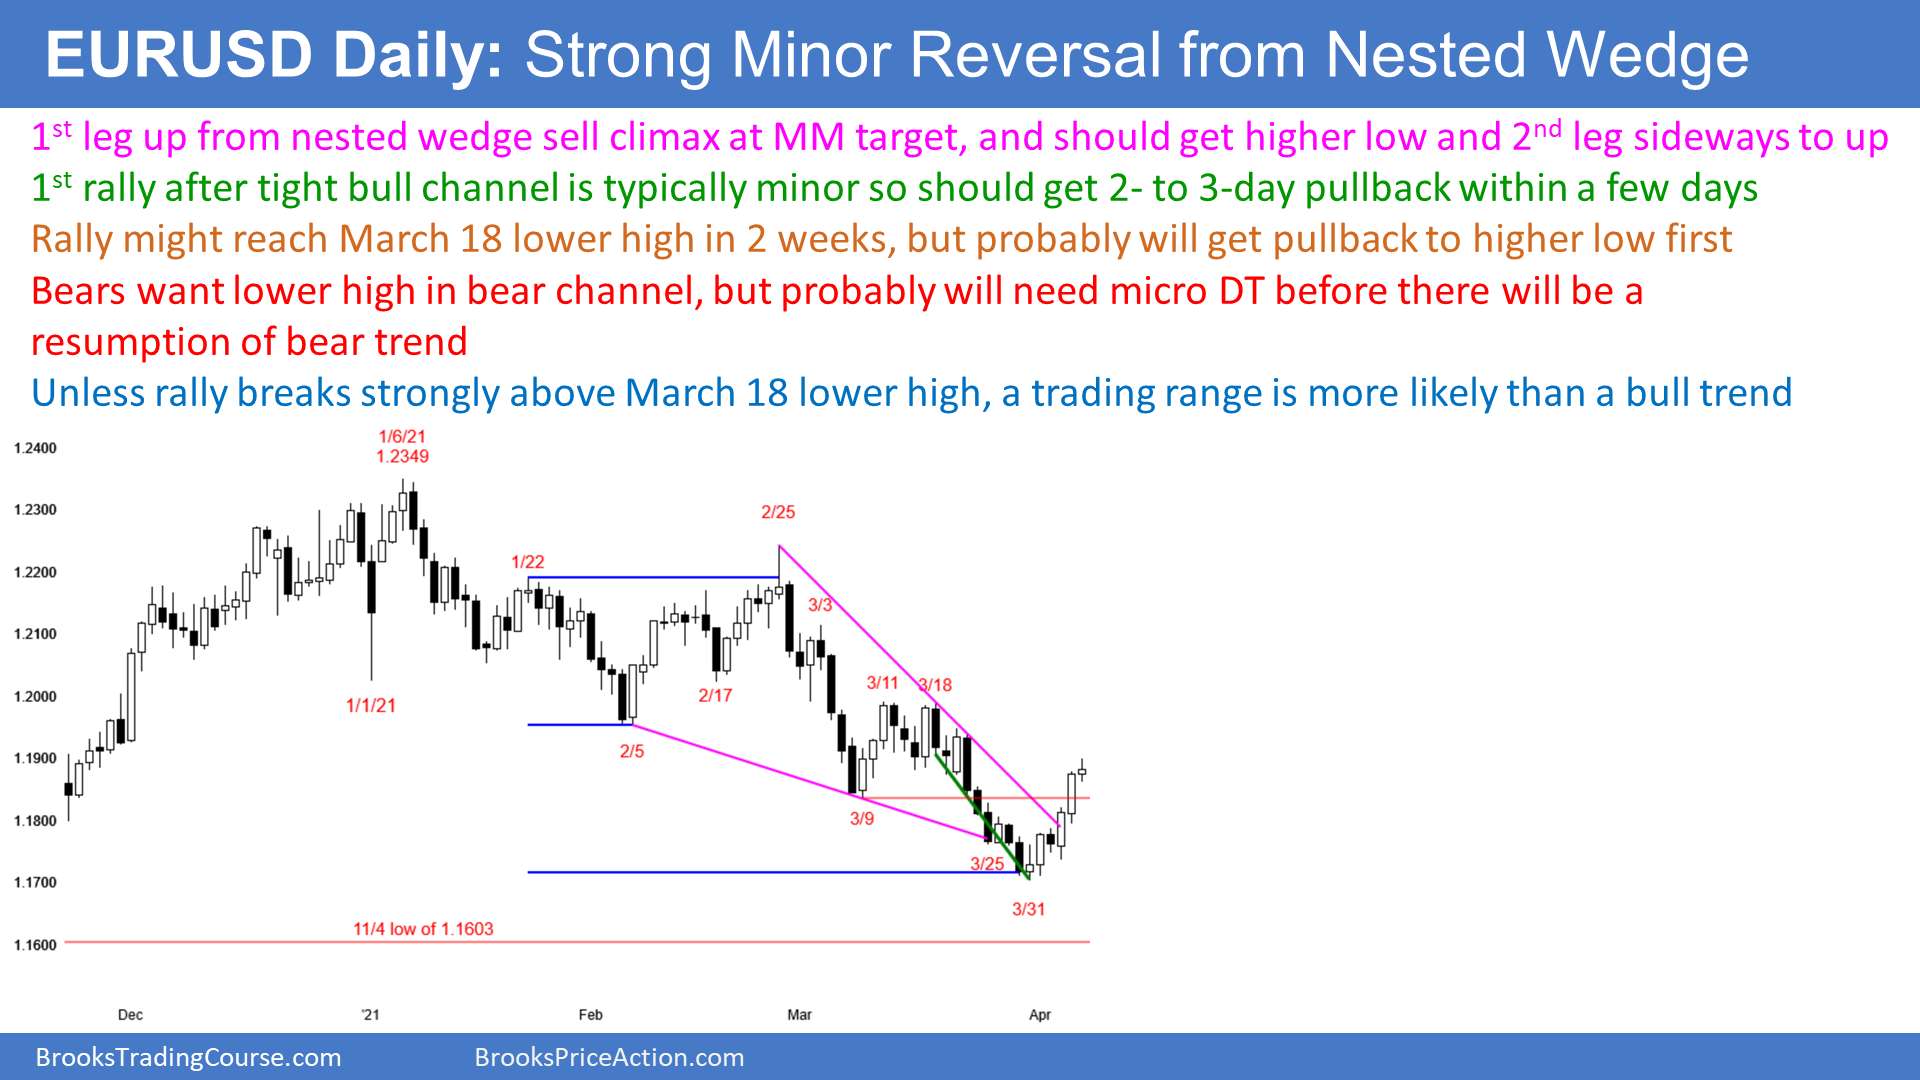 EURUSD Daily: Strong Minor Reversal from Nested Wedge
1st leg up from nested wedge sell climax at MM target, and should get higher low and 2nd leg sideways to up
1st rally after tight bull channel is typically minor so should get 2- to 3-day pullback within a few days
Rally might reach March 18 lower high in 2 weeks, but probably will get pullback to higher low first
Bears want lower high in bear channel, but probably will need micro DT before there will be a
resumption of bear trend
Unless rally breaks strongly above March 18 lower high, a trading range is more likely than a bull trend
1/6/21
1.2349
1.2400
1.2300
1.2200
1.2100
1.2000
1.1900
1.1800
1.1700
1.1600
1/22
2/25
3/3
3/11
3/18
1/1/21
2/17
2/5
3/9
3/25
3/31
11/4 low of 1.1603
Dec
'21
Feb
Mar
Apr
BrooksTradingCourse.com
BrooksPriceAction.com